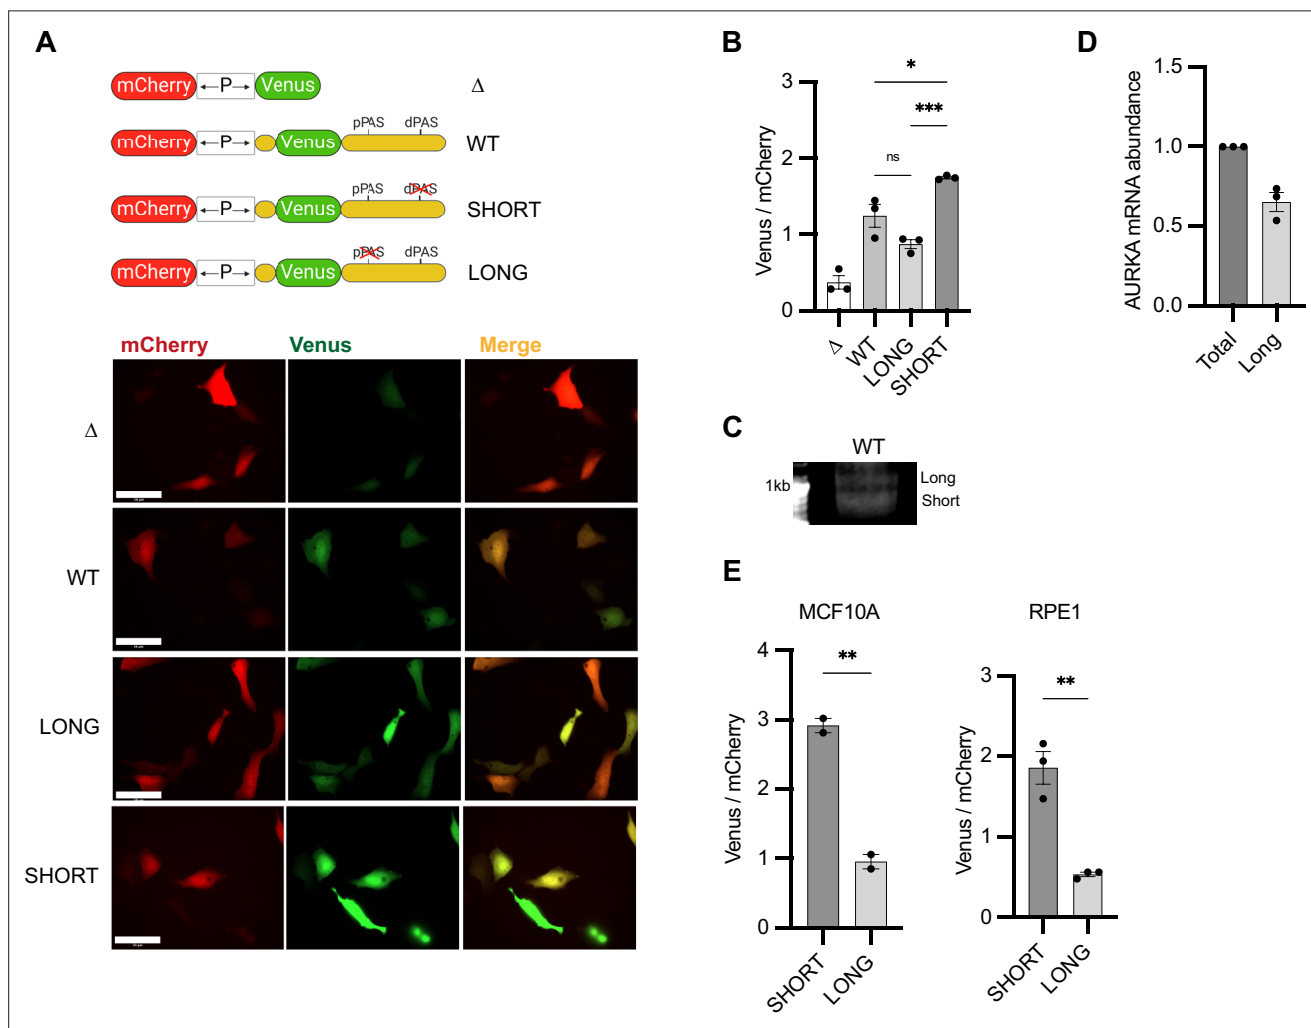 A
mCherry ←P→ Venus Δ
pPAS dPAS
mCherry ←P→ Venus WT
pPAS dPAS
mCherry ←P→ Venus SHORT
pPAS dPAS
mCherry ←P→ Venus LONG
mCherry Venus Merge
Δ
WT
LONG
SHORT
B
*
***
ns
3
2
1
0
Venus / mCherry
Δ
WT
LONG
SHORT
C
WT
1kb
Long
Short
D
1.5
1.0
0.5
0.0
AURKA mRNA abundance
Total
Long
E
MCF10A
**
4
3
2
1
0
Venus / mCherry
SHORT
LONG
RPE1
**
3
2
1
0
Venus / mCherry
SHORT
LONG